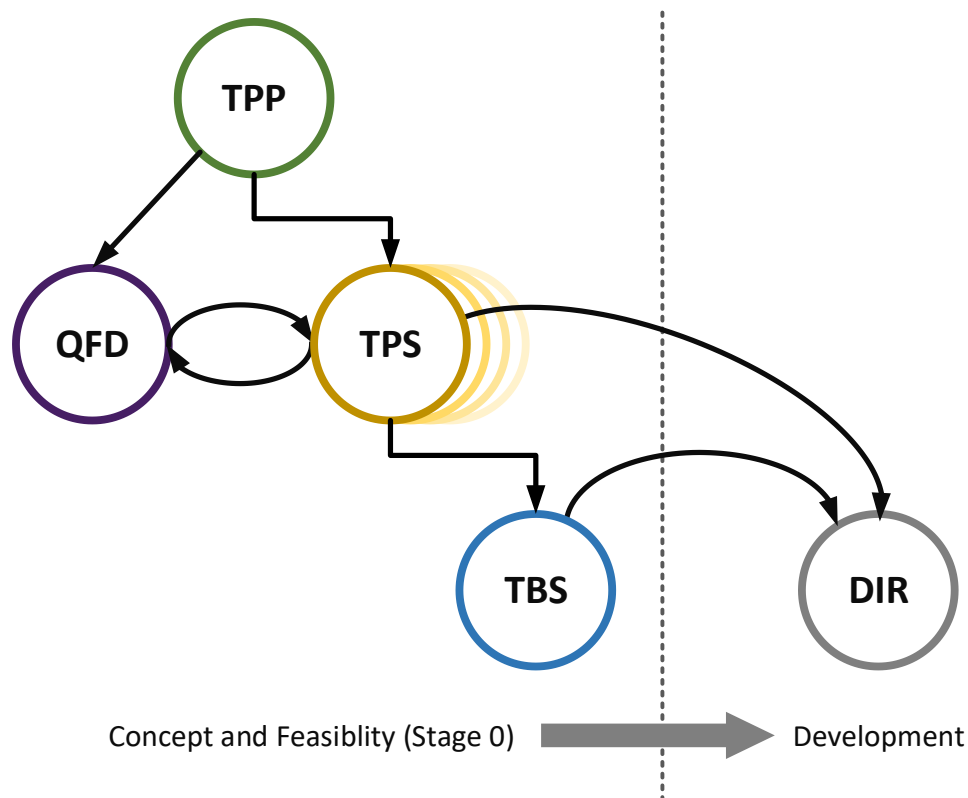 TPP
QFD
TPS
TBS
DIR
Concept and Feasiblity (Stage 0)
Development